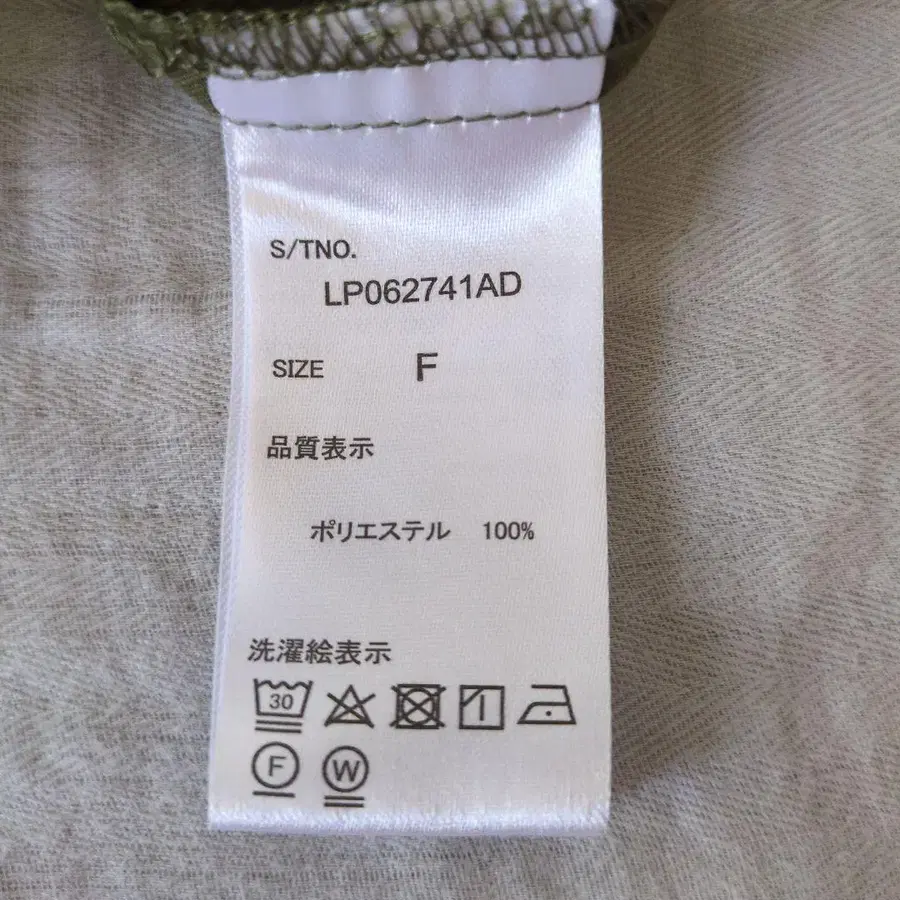 S/TNO.
LP062741AD
SIZE F
品質表示
ポリエステル 100%
洗濯絵表示
30
F W